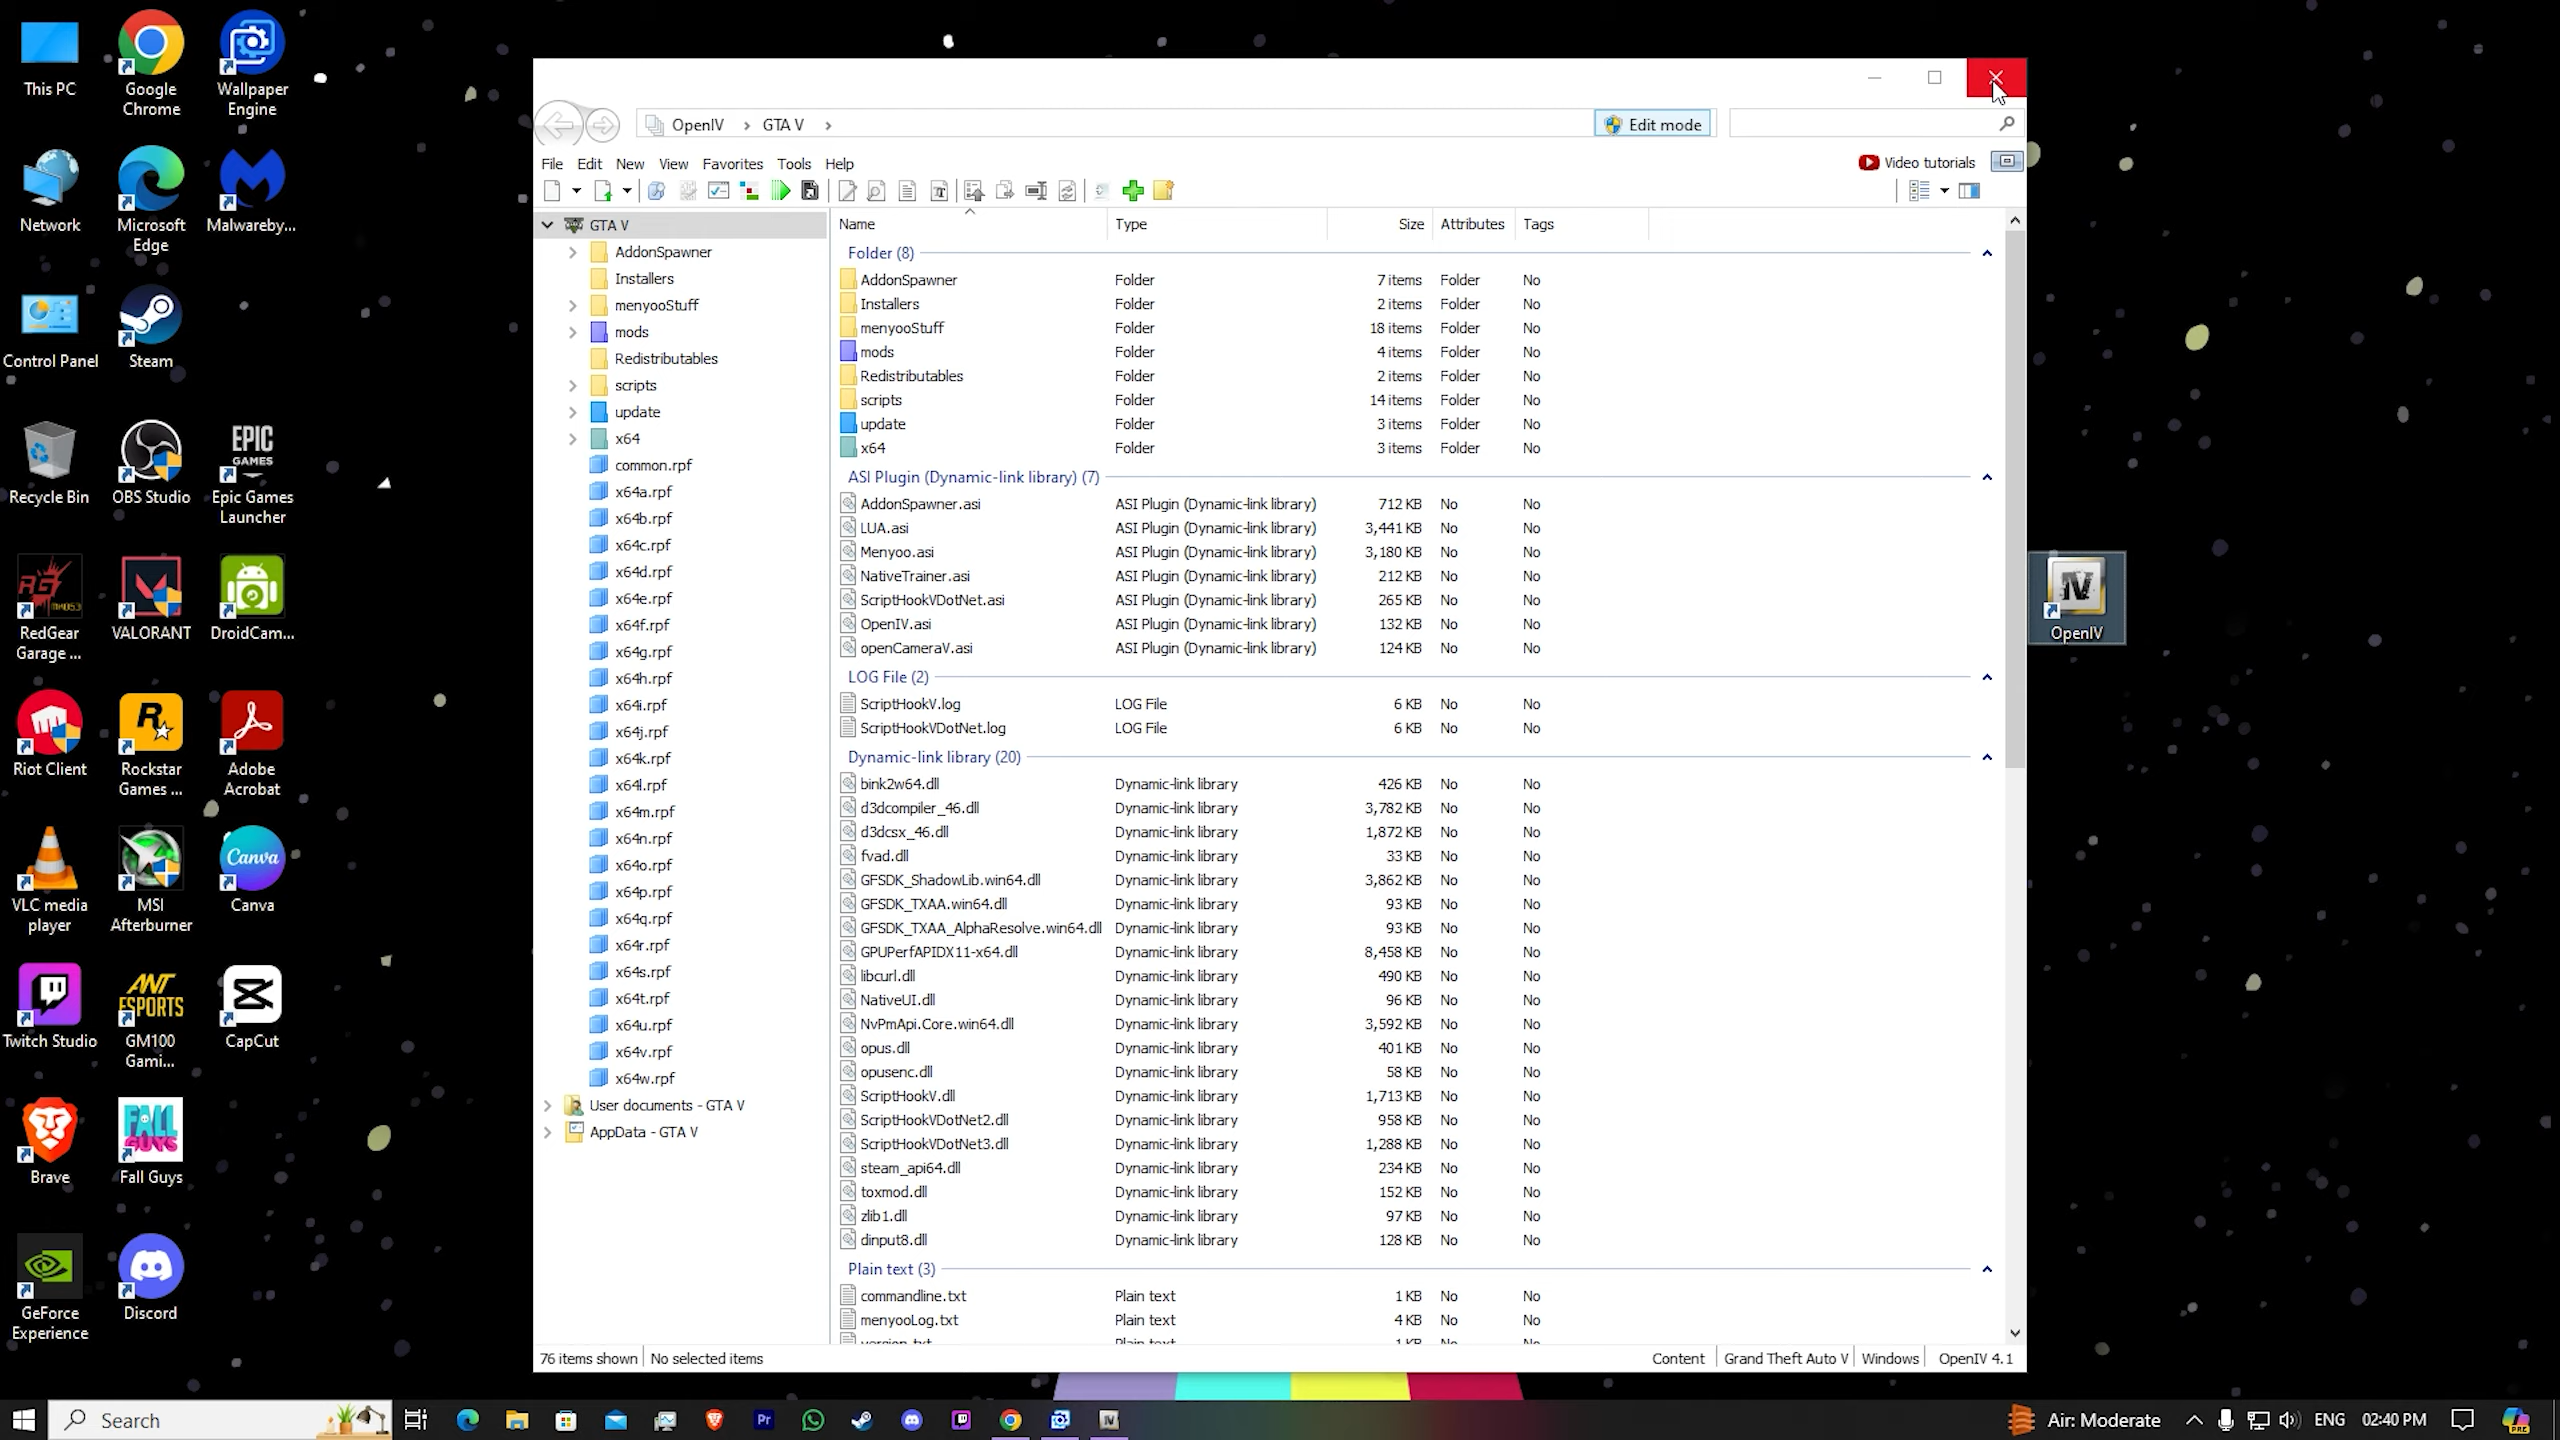 This PC
Google
Chrome
Wallpaper
Engine
Network
Microsoft
Edge
Malwareby...
Control Panel
Steam
Recycle Bin
OBS Studio
EPIC
GAMES
Epic Games
Launcher
RedGear
Garage ...
VALORANT
DroidCam...
Riot Client
Rockstar
Games ...
Adobe
Acrobat
VLC media
player
MSI
Afterburner
Canva
Canva
Twitch Studio
ANT
ESPORTS
GM100
Gami...
CapCut
Brave
FALL
GUYS
Fall Guys
GeForce
Experience
Discord
OpenIV
OpenIV > GTA V >
Edit mode
File Edit New View Favorites Tools Help
Video tutorials
GTA V
AddonSpawner
Installers
menyooStuff
mods
Redistributables
scripts
update
x64
common.rpf
x64a.rpf
x64b.rpf
x64c.rpf
x64d.rpf
x64e.rpf
x64f.rpf
x64g.rpf
x64h.rpf
x64i.rpf
x64j.rpf
x64k.rpf
x64l.rpf
x64m.rpf
x64n.rpf
x64o.rpf
x64p.rpf
x64q.rpf
x64r.rpf
x64s.rpf
x64t.rpf
x64u.rpf
x64v.rpf
x64w.rpf
User documents - GTA V
AppData - GTA V
Name Type Size Attributes Tags
Folder (8)
AddonSpawner Folder 7 items Folder No
Installers Folder 2 items Folder No
menyooStuff Folder 18 items Folder No
mods Folder 4 items Folder No
Redistributables Folder 2 items Folder No
scripts Folder 14 items Folder No
update Folder 3 items Folder No
x64 Folder 3 items Folder No
ASI Plugin (Dynamic-link library) (7)
AddonSpawner.asi ASI Plugin (Dynamic-link library) 712 KB No No
LUA.asi ASI Plugin (Dynamic-link library) 3,441 KB No No
Menyoo.asi ASI Plugin (Dynamic-link library) 3,180 KB No No
NativeTrainer.asi ASI Plugin (Dynamic-link library) 212 KB No No
ScriptHookVDotNet.asi ASI Plugin (Dynamic-link library) 265 KB No No
OpenIV.asi ASI Plugin (Dynamic-link library) 132 KB No No
openCameraV.asi ASI Plugin (Dynamic-link library) 124 KB No No
LOG File (2)
ScriptHookV.log LOG File 6 KB No No
ScriptHookVDotNet.log LOG File 6 KB No No
Dynamic-link library (20)
bink2w64.dll Dynamic-link library 426 KB No No
d3dcompiler_46.dll Dynamic-link library 3,782 KB No No
d3dcsx_46.dll Dynamic-link library 1,872 KB No No
fvad.dll Dynamic-link library 33 KB No No
GFSDK_ShadowLib.win64.dll Dynamic-link library 3,862 KB No No
GFSDK_TXAA.win64.dll Dynamic-link library 93 KB No No
GFSDK_TXAA_AlphaResolve.win64.dll Dynamic-link library 93 KB No No
GPUPerfAPIDX11-x64.dll Dynamic-link library 8,458 KB No No
libcurl.dll Dynamic-link library 490 KB No No
NativeUI.dll Dynamic-link library 96 KB No No
NvPmApi.Core.win64.dll Dynamic-link library 3,592 KB No No
opus.dll Dynamic-link library 401 KB No No
opusenc.dll Dynamic-link library 58 KB No No
ScriptHookV.dll Dynamic-link library 1,713 KB No No
ScriptHookVDotNet2.dll Dynamic-link library 958 KB No No
ScriptHookVDotNet3.dll Dynamic-link library 1,288 KB No No
steam_api64.dll Dynamic-link library 234 KB No No
toxmod.dll Dynamic-link library 152 KB No No
zlib1.dll Dynamic-link library 97 KB No No
dinput8.dll Dynamic-link library 128 KB No No
Plain text (3)
commandline.txt Plain text 1 KB No No
menyooLog.txt Plain text 4 KB No No
version.txt Plain text 1 KB No No
76 items shown No selected items Content Grand Theft Auto V Windows OpenIV 4.1
Search
Air: Moderate ENG 02:40 PM